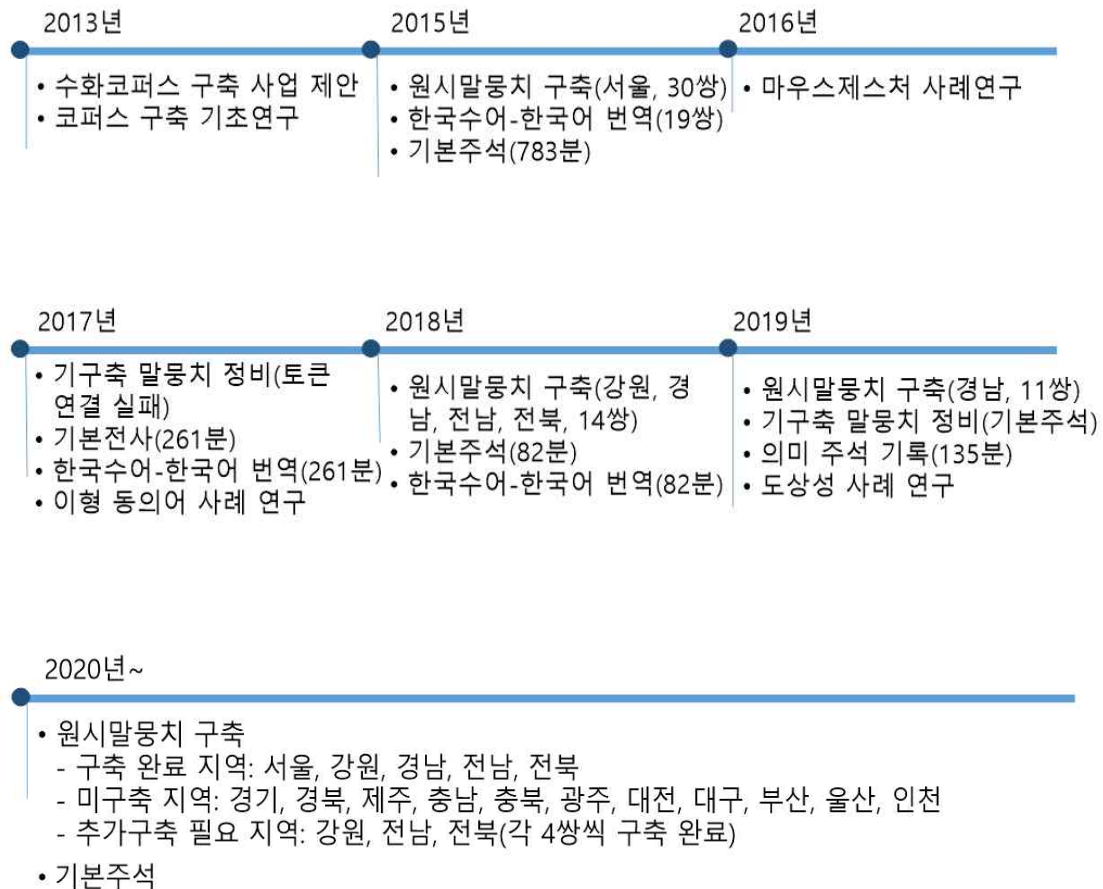 2013년
• 수화코퍼스 구축 사업 제안
• 코퍼스 구축 기초연구
2015년
• 원시말뭉치 구축(서울, 30쌍)
• 한국수어-한국어 번역(19쌍)
• 기본주석(783분)
2016년
• 마우스제스처 사례연구
2017년
• 기구축 말뭉치 정비(토큰
연결 실패)
• 기본전사(261분)
• 한국수어-한국어 번역(261분)
• 이형 동의어 사례 연구
2018년
• 원시말뭉치 구축(강원, 경
남, 전남, 전북, 14쌍)
• 기본주석(82분)
• 한국수어-한국어 번역(82분)
2019년
• 원시말뭉치 구축(경남, 11쌍)
• 기구축 말뭉치 정비(기본주석)
• 의미 주석 기록(135분)
• 도상성 사례 연구
2020년~
• 원시말뭉치 구축
- 구축 완료 지역: 서울, 강원, 경남, 전남, 전북
- 미구축 지역: 경기, 경북, 제주, 충남, 충북, 광주, 대전, 대구, 부산, 울산, 인천
- 추가구축 필요 지역: 강원, 전남, 전북(각 4쌍씩 구축 완료)
• 기본주석